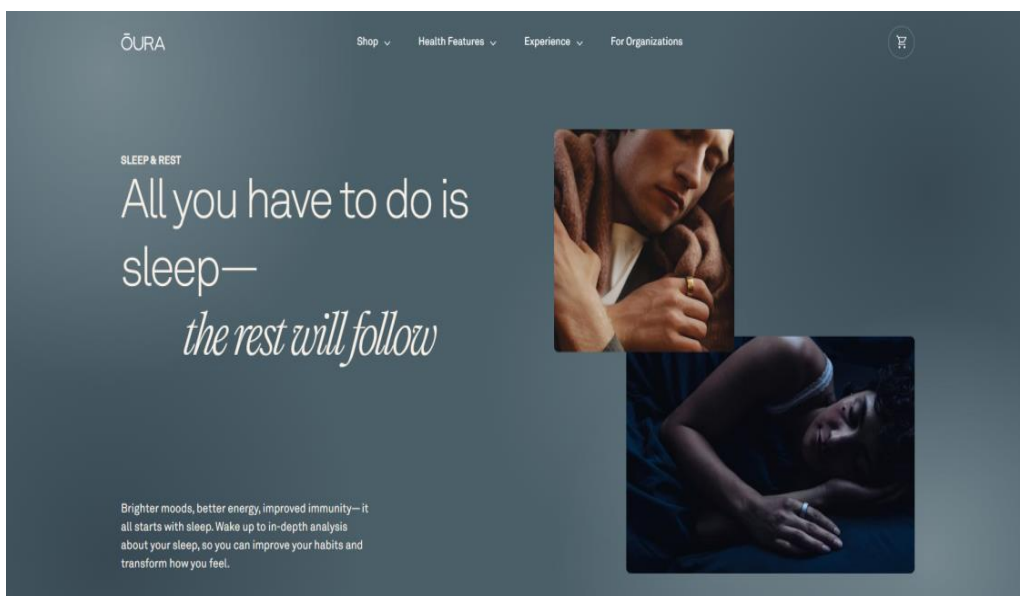 ŌURA
Shop
Health Features
Experience
For Organizations
SLEEP & REST
All you have to do is
sleep—
the rest will follow
Brighter moods, better energy, improved immunity—it
all starts with sleep. Wake up to in-depth analysis
about your sleep, so you can improve your habits and
transform how you feel.